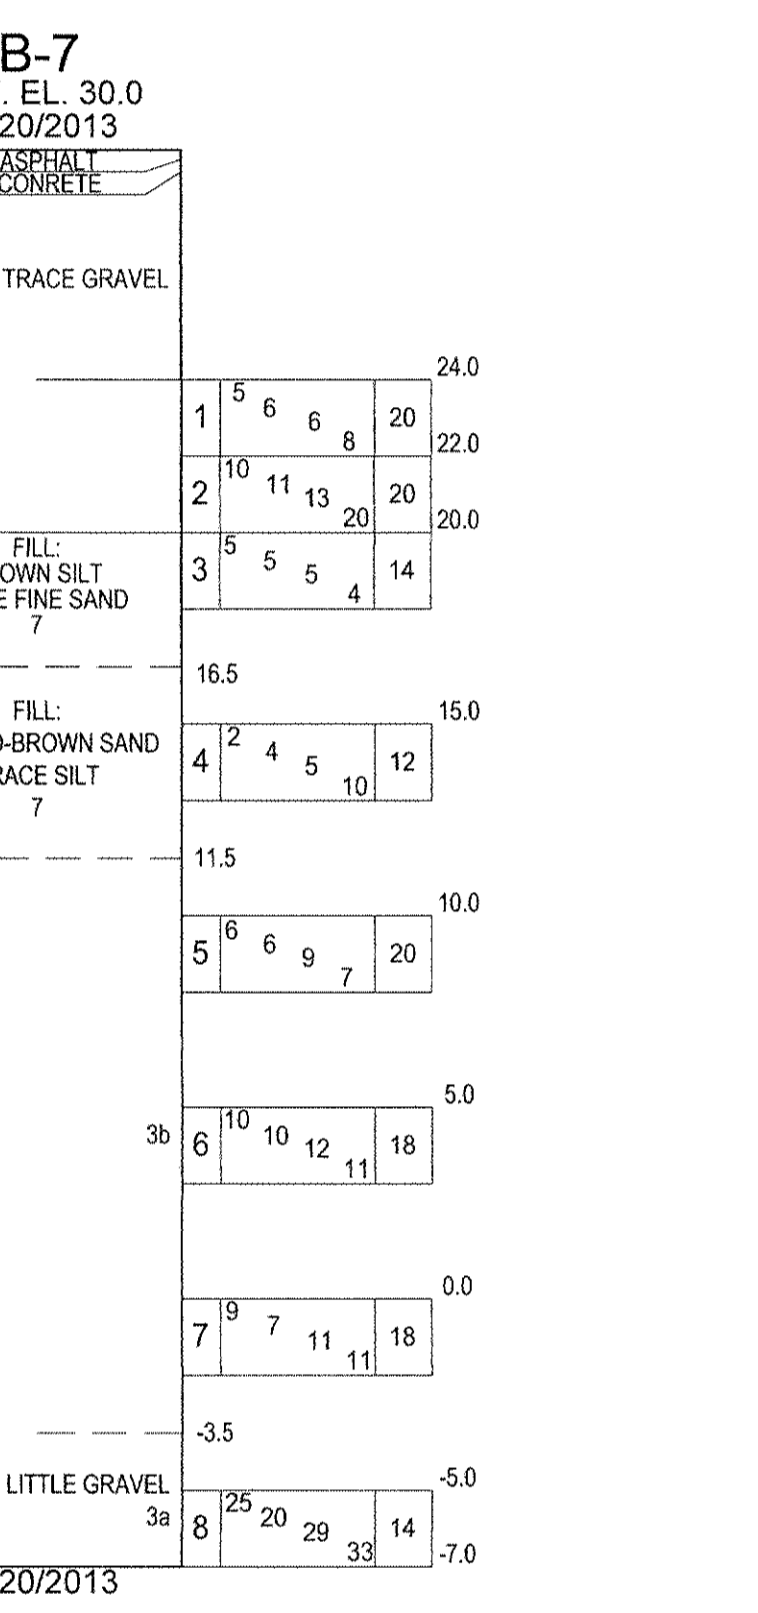 B-7
. EL. 30.0
20/2013
ASPHALT
CONRETE
TRACE GRAVEL
24.0
1 5 6 6 8 20
22.0
2 10 11 13 20 20
20.0
FILL:
OWN SILT
E FINE SAND
7
3 5 5 5 4 14
16.5
FILL:
-BROWN SAND
RACE SILT
7
15.0
4 2 4 5 10 12
11.5
10.0
5 6 6 9 7 20
5.0
3b
6 10 10 12 11 18
0.0
7 9 7 11 11 18
-3.5
LITTLE GRAVEL
3a
-5.0
8 25 20 29 33 14
-7.0
20/2013